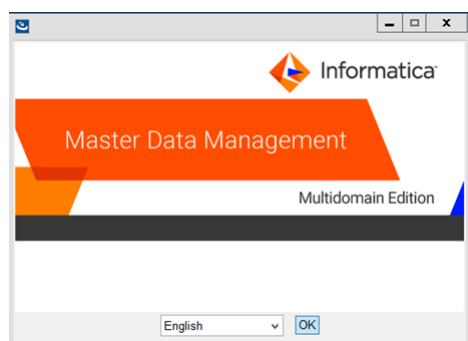 Informatica
Master Data Management
Multidomain Edition
English
OK